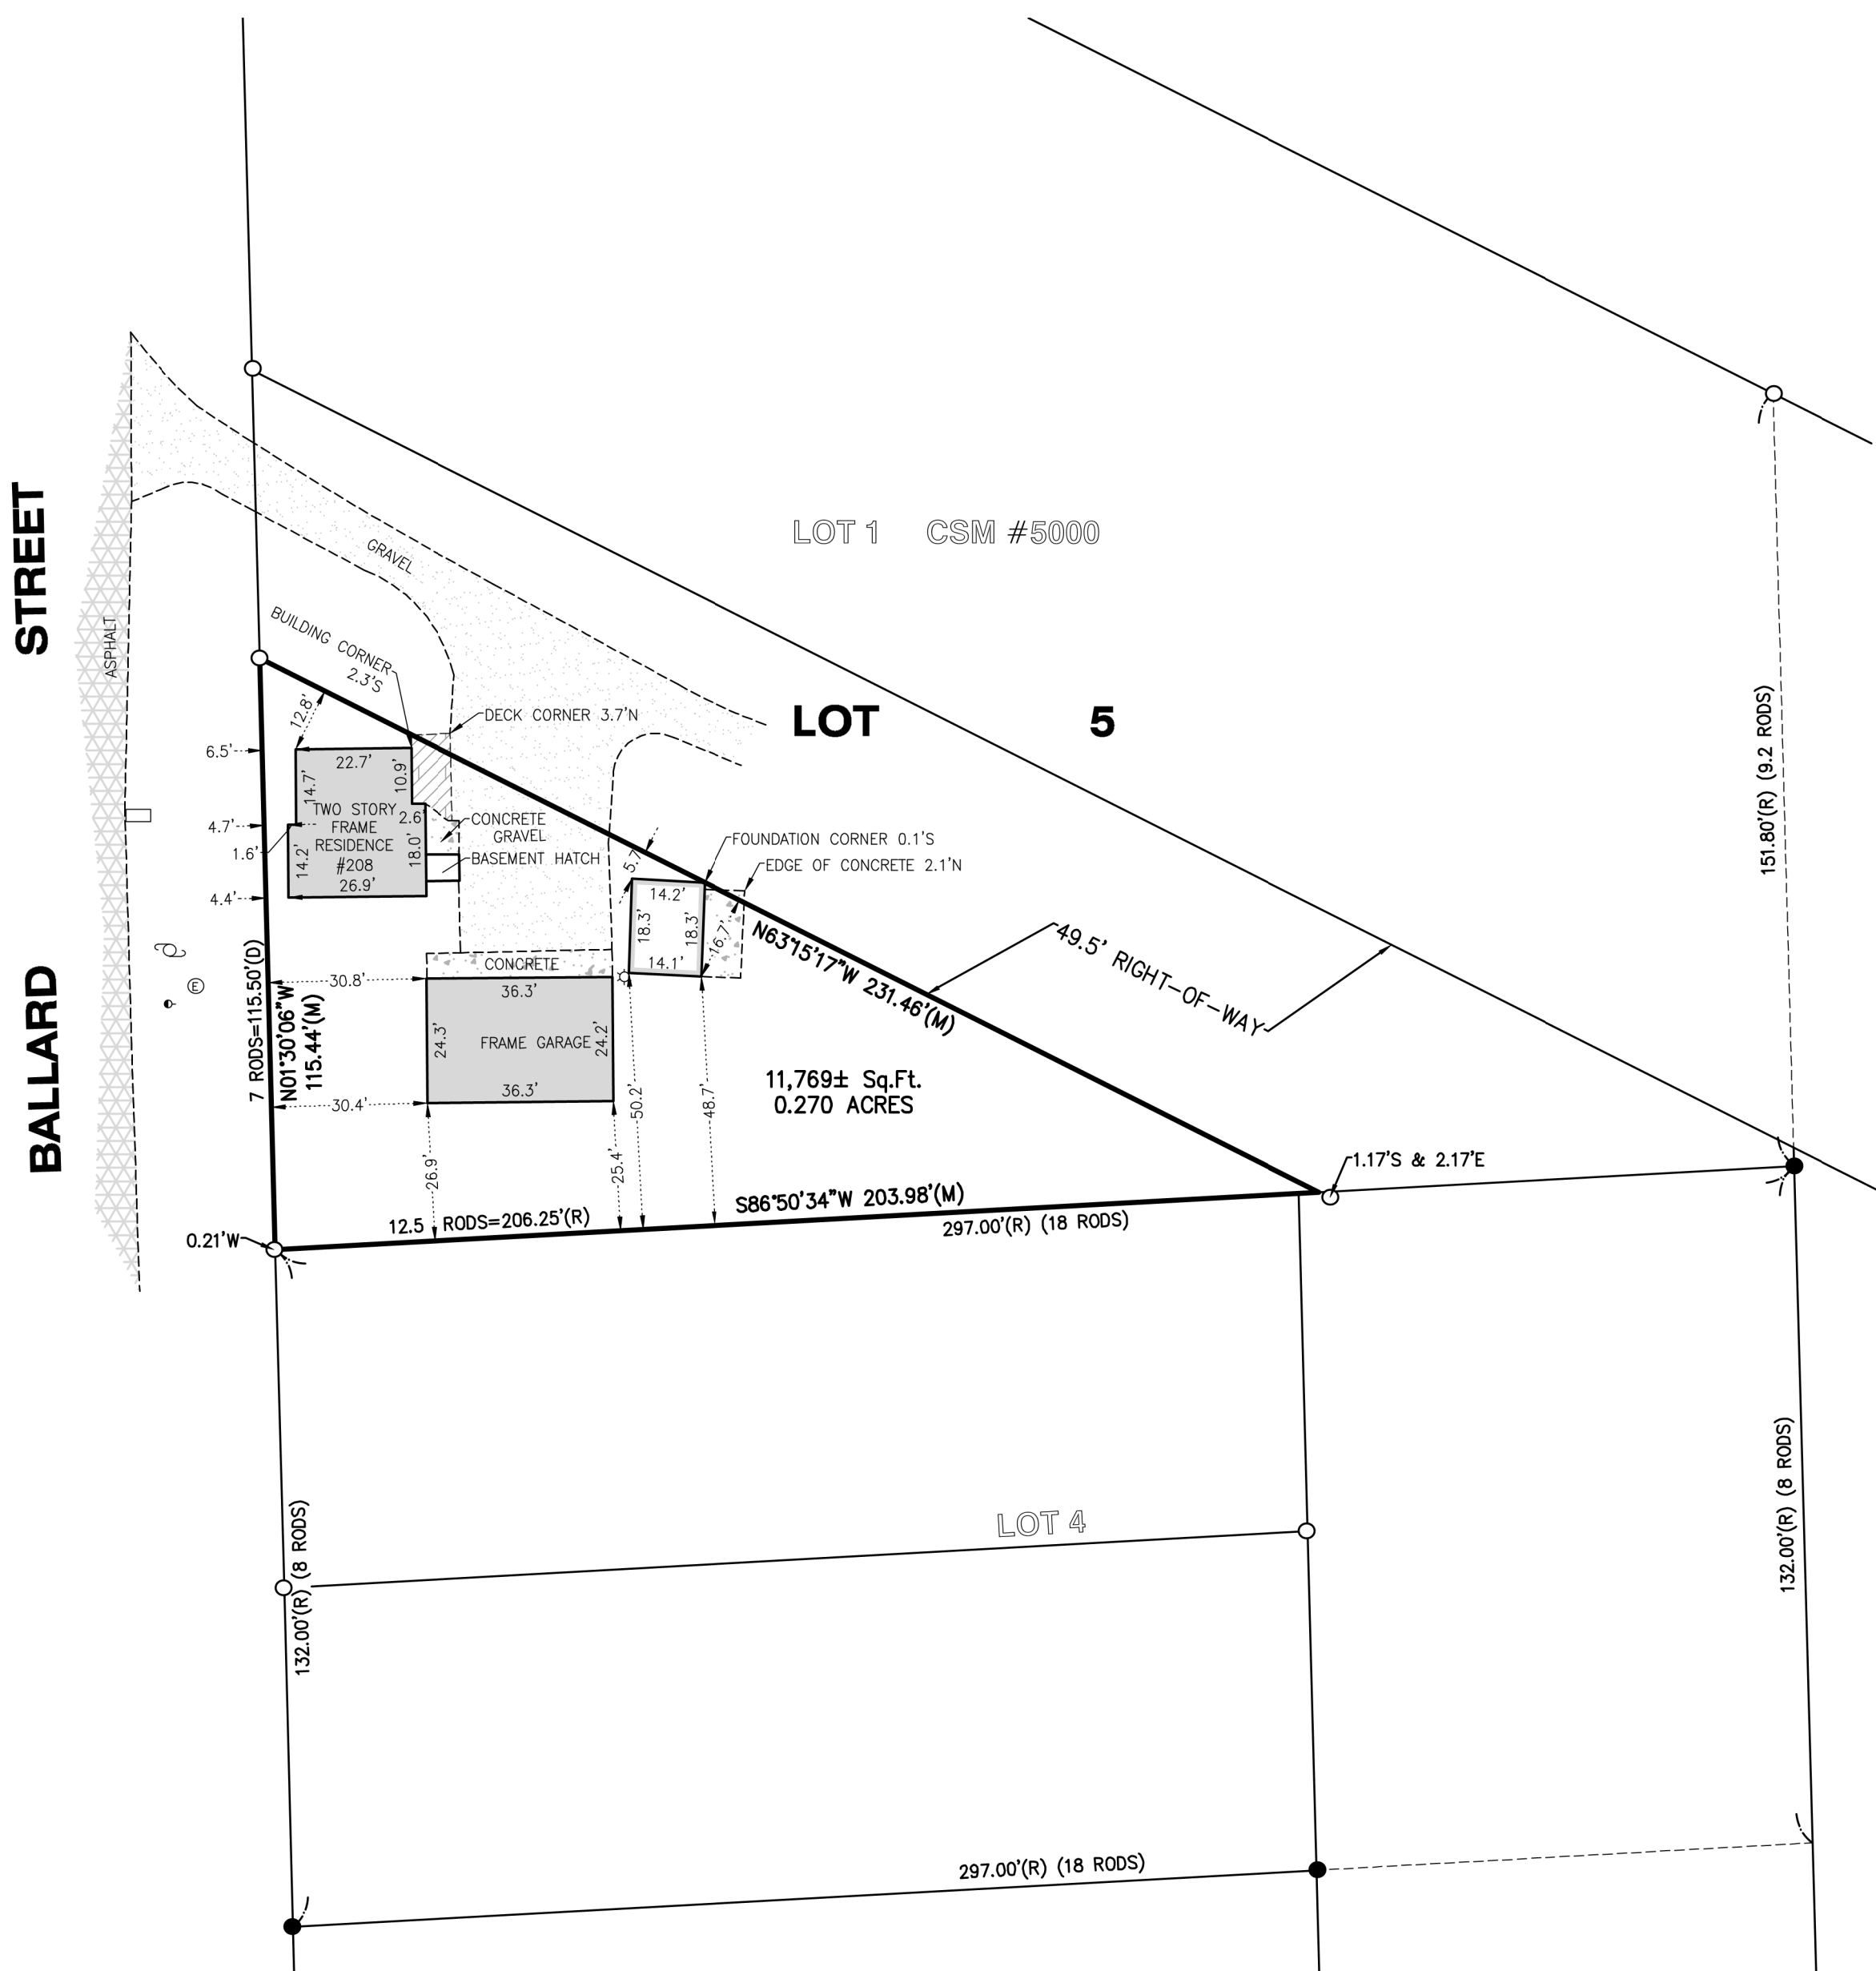 STREET
BALLARD
ASPHALT
GRAVEL
LOT 1 CSM #5000
LOT 5
BUILDING CORNER
2.3'S
12.8'
DECK CORNER 3.7'N
6.5'
22.7'
14.7'
10.9'
TWO STORY
FRAME
RESIDENCE
#208
2.6'
4.7'
1.6'
14.2'
18.0'
26.9'
4.4'
CONCRETE
GRAVEL
BASEMENT HATCH
5.7'
FOUNDATION CORNER 0.1'S
EDGE OF CONCRETE 2.1'N
14.2'
18.3'
18.3'
16.7'
14.1'
N63°15'17"W 231.46'(M)
49.5' RIGHT-OF-WAY
151.80'(R) (9.2 RODS)
E
7 RODS=115.50'(D)
N01°30'06"W
115.44'(M)
30.8'
CONCRETE
36.3'
24.3'
FRAME GARAGE
24.2'
36.3'
30.4'
26.9'
25.4'
50.2'
48.7'
11,769± Sq.Ft.
0.270 ACRES
1.17'S & 2.17'E
S86°50'34"W 203.98'(M)
12.5 RODS=206.25'(R)
297.00'(R) (18 RODS)
0.21'W
132.00'(R) (8 RODS)
LOT 4
132.00'(R) (8 RODS)
297.00'(R) (18 RODS)